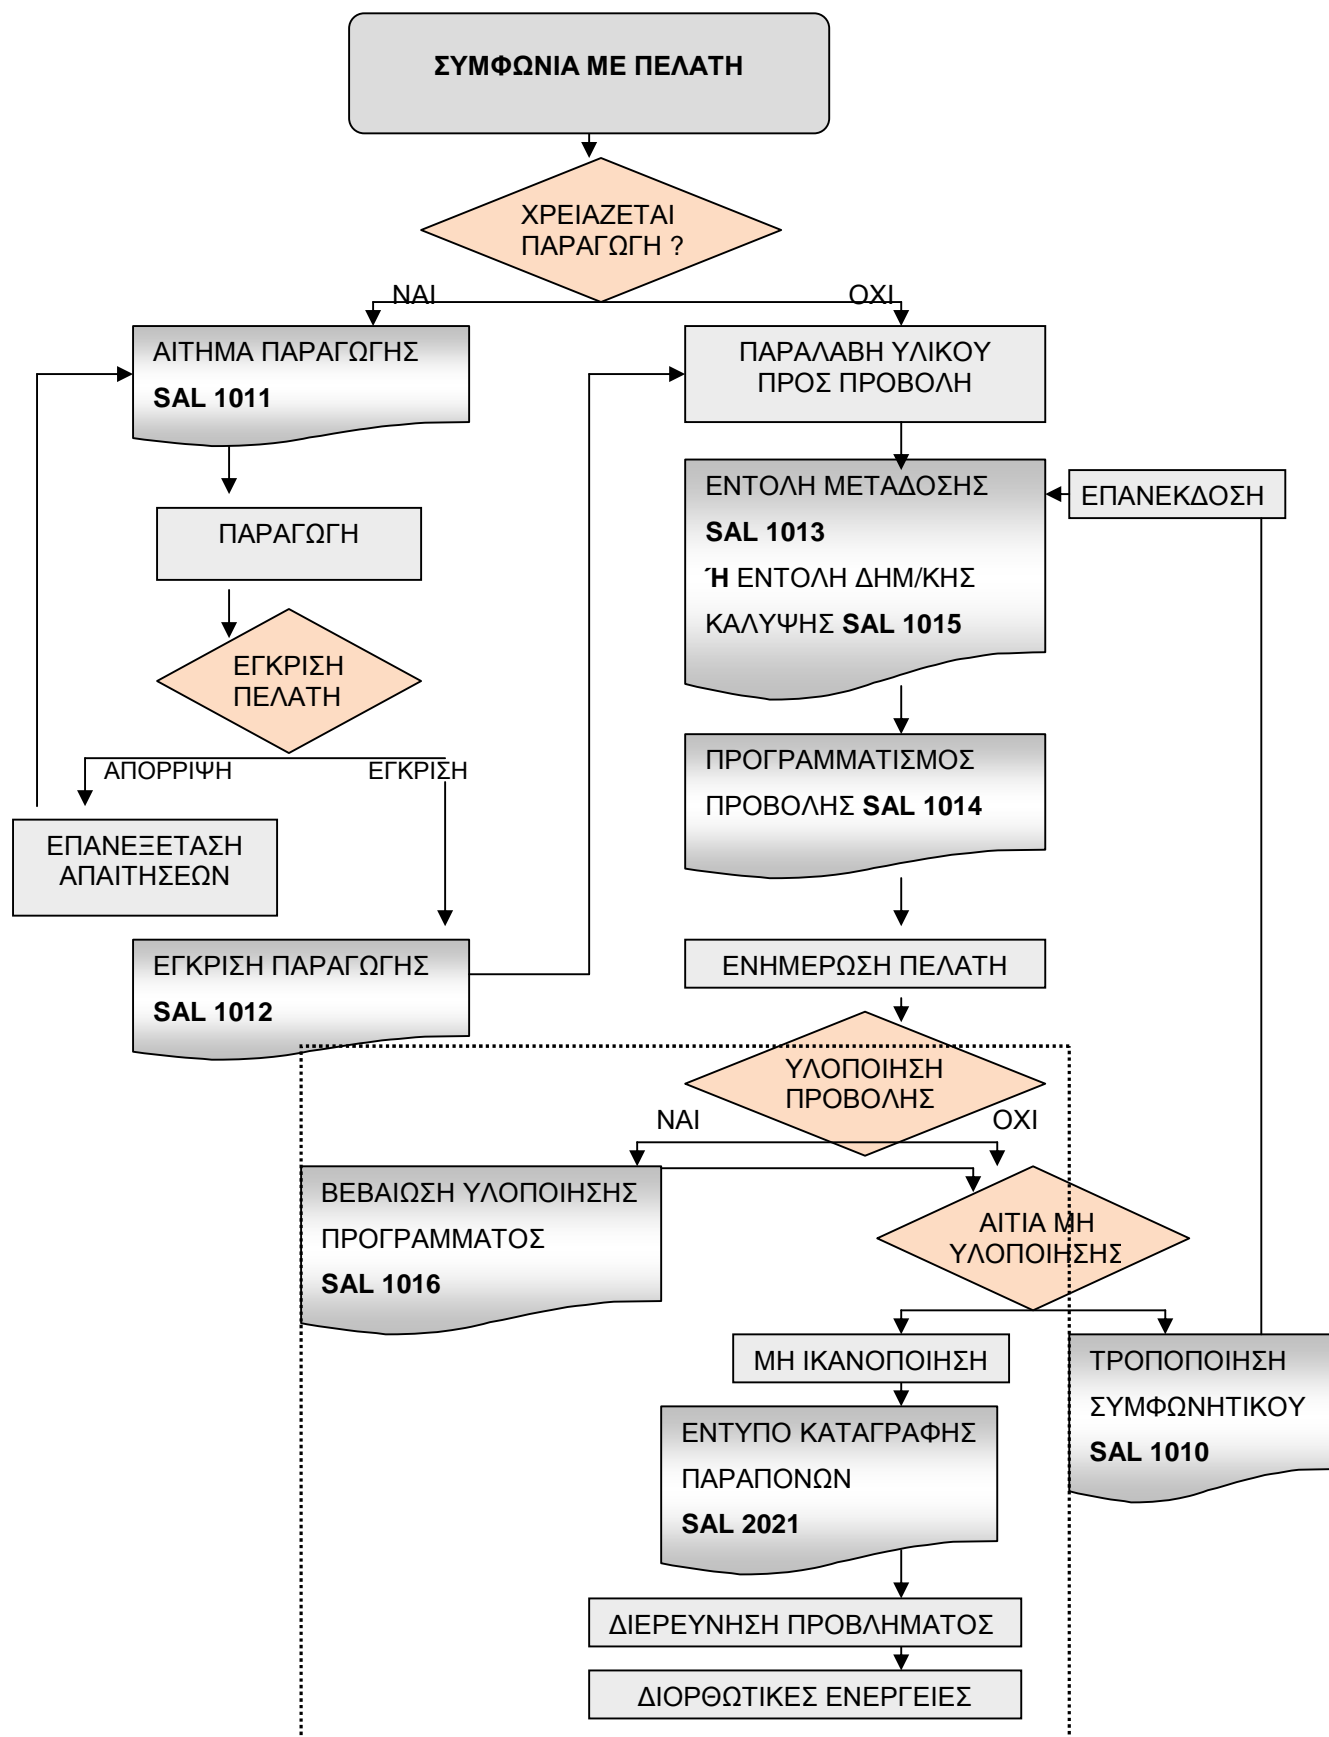 ΣΥΜΦΩΝΙΑ ΜΕ ΠΕΛΑΤΗ
ΧΡΕΙΑΖΕΤΑΙ
ΠΑΡΑΓΩΓΗ ?
ΝΑΙ
ΟΧΙ
ΑΙΤΗΜΑ ΠΑΡΑΓΩΓΗΣ
SAL 1011
ΠΑΡΑΛΑΒΗ ΥΛΙΚΟΥ
ΠΡΟΣ ΠΡΟΒΟΛΗ
ΕΝΤΟΛΗ ΜΕΤΑΔΟΣΗΣ
SAL 1013
Ή ΕΝΤΟΛΗ ΔΗΜ/ΚΗΣ
ΚΑΛΥΨΗΣ SAL 1015
ΕΠΑΝΕΚΔΟΣΗ
ΠΑΡΑΓΩΓΗ
ΕΓΚΡΙΣΗ
ΠΕΛΑΤΗ
ΑΠΟΡΡΙΨΗ
ΕΓΚΡΙΣΗ
ΠΡΟΓΡΑΜΜΑΤΙΣΜΟΣ
ΠΡΟΒΟΛΗΣ SAL 1014
ΕΠΑΝΕΞΕΤΑΣΗ
ΑΠΑΙΤΗΣΕΩΝ
ΕΓΚΡΙΣΗ ΠΑΡΑΓΩΓΗΣ
SAL 1012
ΕΝΗΜΕΡΩΣΗ ΠΕΛΑΤΗ
ΥΛΟΠΟΙΗΣΗ
ΠΡΟΒΟΛΗΣ
ΝΑΙ
ΟΧΙ
ΒΕΒΑΙΩΣΗ ΥΛΟΠΟΙΗΣΗΣ
ΠΡΟΓΡΑΜΜΑΤΟΣ
SAL 1016
ΑΙΤΙΑ ΜΗ
ΥΛΟΠΟΙΗΣΗΣ
ΜΗ ΙΚΑΝΟΠΟΙΗΣΗ
ΤΡΟΠΟΠΟΙΗΣΗ
ΣΥΜΦΩΝΗΤΙΚΟΥ
SAL 1010
ΕΝΤΥΠΟ ΚΑΤΑΓΡΑΦΗΣ
ΠΑΡΑΠΟΝΩΝ
SAL 2021
ΔΙΕΡΕΥΝΗΣΗ ΠΡΟΒΛΗΜΑΤΟΣ
ΔΙΟΡΘΩΤΙΚΕΣ ΕΝΕΡΓΕΙΕΣ